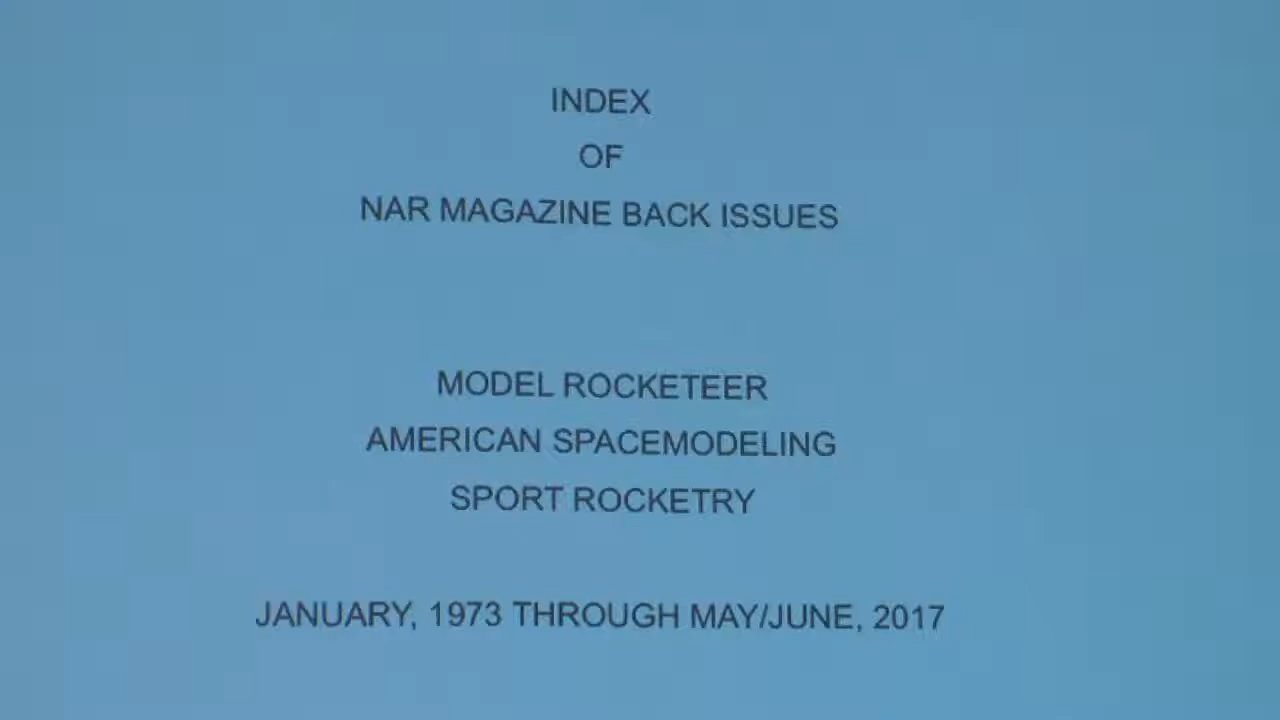 INDEX
OF
NAR MAGAZINE BACK ISSUES
MODEL ROCKETEER
AMERICAN SPACEMODELING
SPORT ROCKETRY
JANUARY, 1973 THROUGH MAY/JUNE, 2017